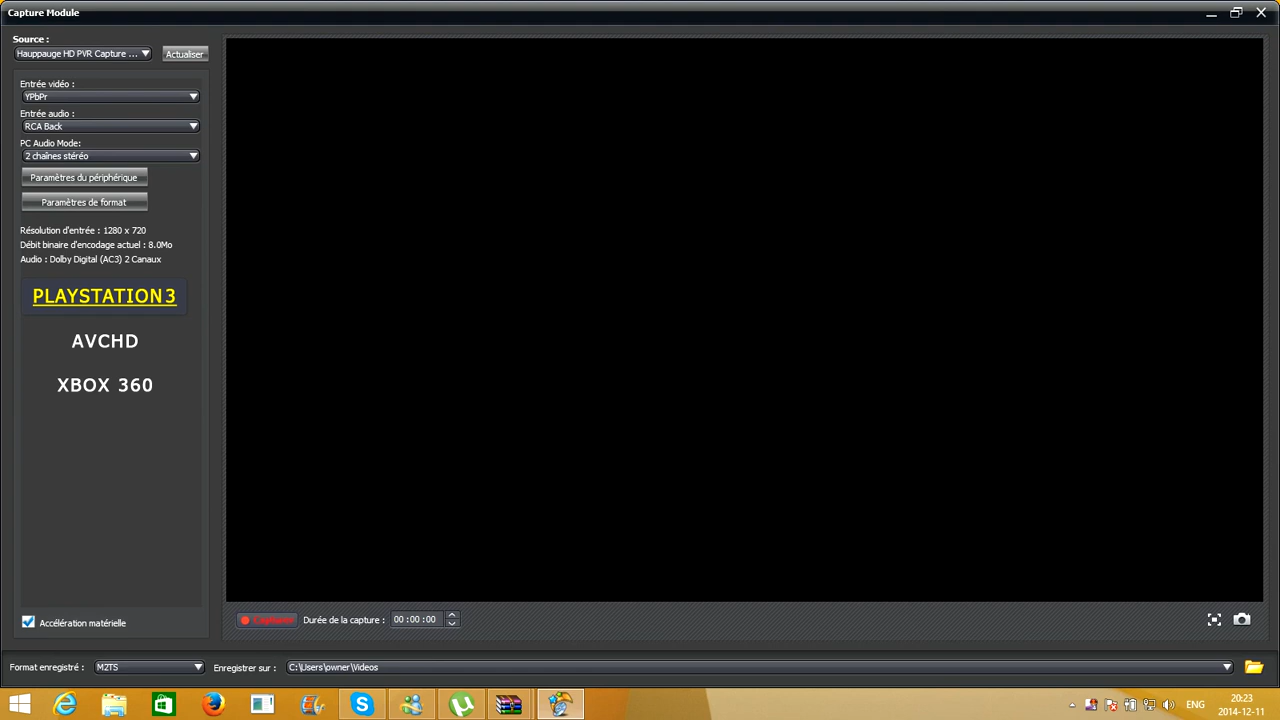 Capture Module
Source :
Hauppauge HD PVR Capture ...
Actualiser
Entrée vidéo :
YPbPr
Entrée audio :
RCA Back
PC Audio Mode:
2 chaînes stéréo
Paramètres du périphérique
Paramètres de format
Résolution d'entrée : 1280 x 720
Débit binaire d'encodage actuel : 8.0Mo
Audio : Dolby Digital (AC3) 2 Canaux
PLAYSTATION3
AVCHD
XBOX 360
Accélération matérielle
Capturer
Durée de la capture :
00 :00 : 00
Format enregistré :
M2TS
Enregistrer sur :
C:\Users\owner\Videos
ENG
20:23
2014-12-11